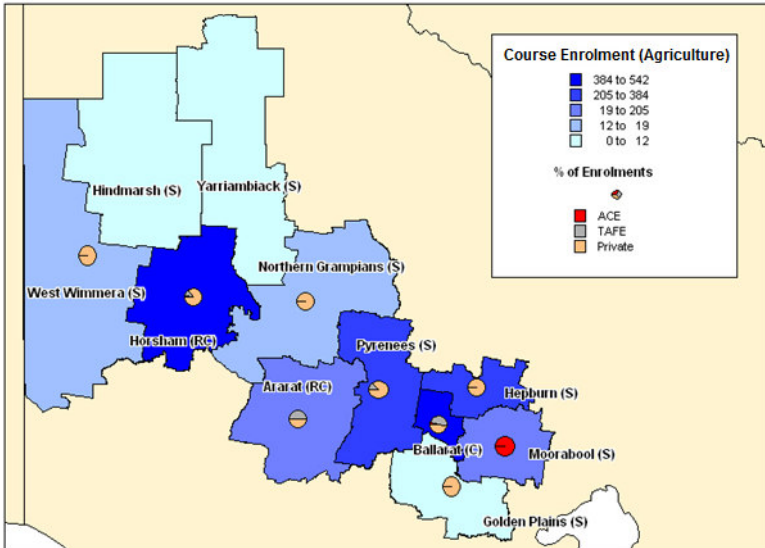 Course Enrolment (Agriculture)
384 to 542
205 to 384
19 to 205
12 to 19
0 to 12
% of Enrolments
ACE
TAFE
Private
Hindmarsh (S)
Yarriambiack (S)
Northern Grampians (S)
West Wimmera (S)
Horsham (RC)
Pyrenees (S)
Ararat (RC)
Hepburn (S)
Ballarat (C)
Moorabool (S)
Golden Plains (S)